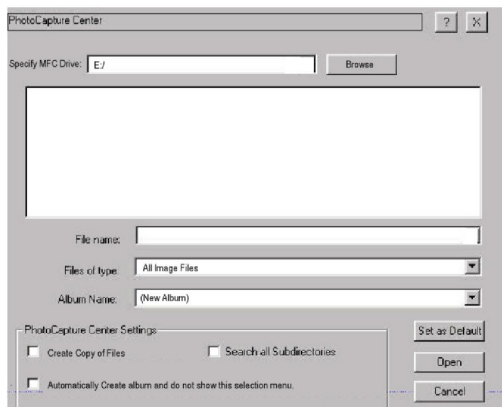 PhotoCapture Center ? X
Specify MFC Drive: E:/ Browse
File name:
Files of type: All Image Files
Album Name: (New Album)
PhotoCapture Center Settings Set as Default
Create Copy of Files Search all Subdirectories
Open
Automatically Create album and do not show this selection menu.
Cancel